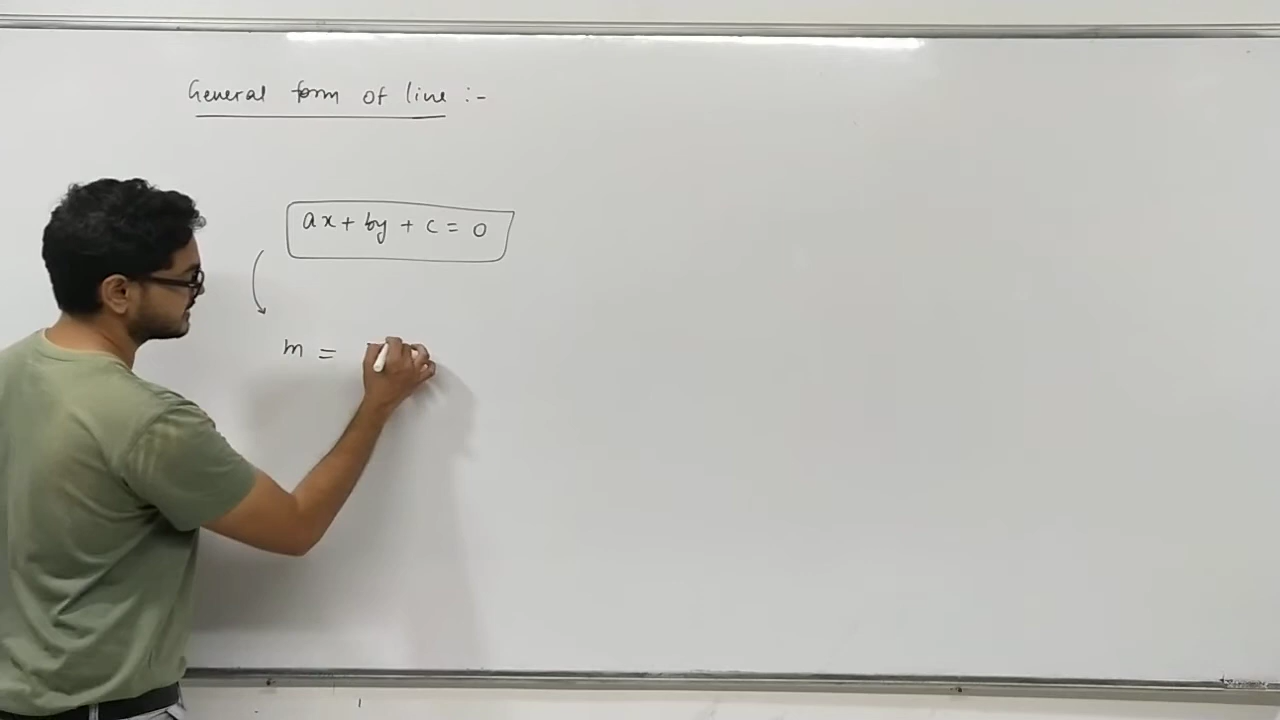 General form of line :-
ax + by + c = 0
m =